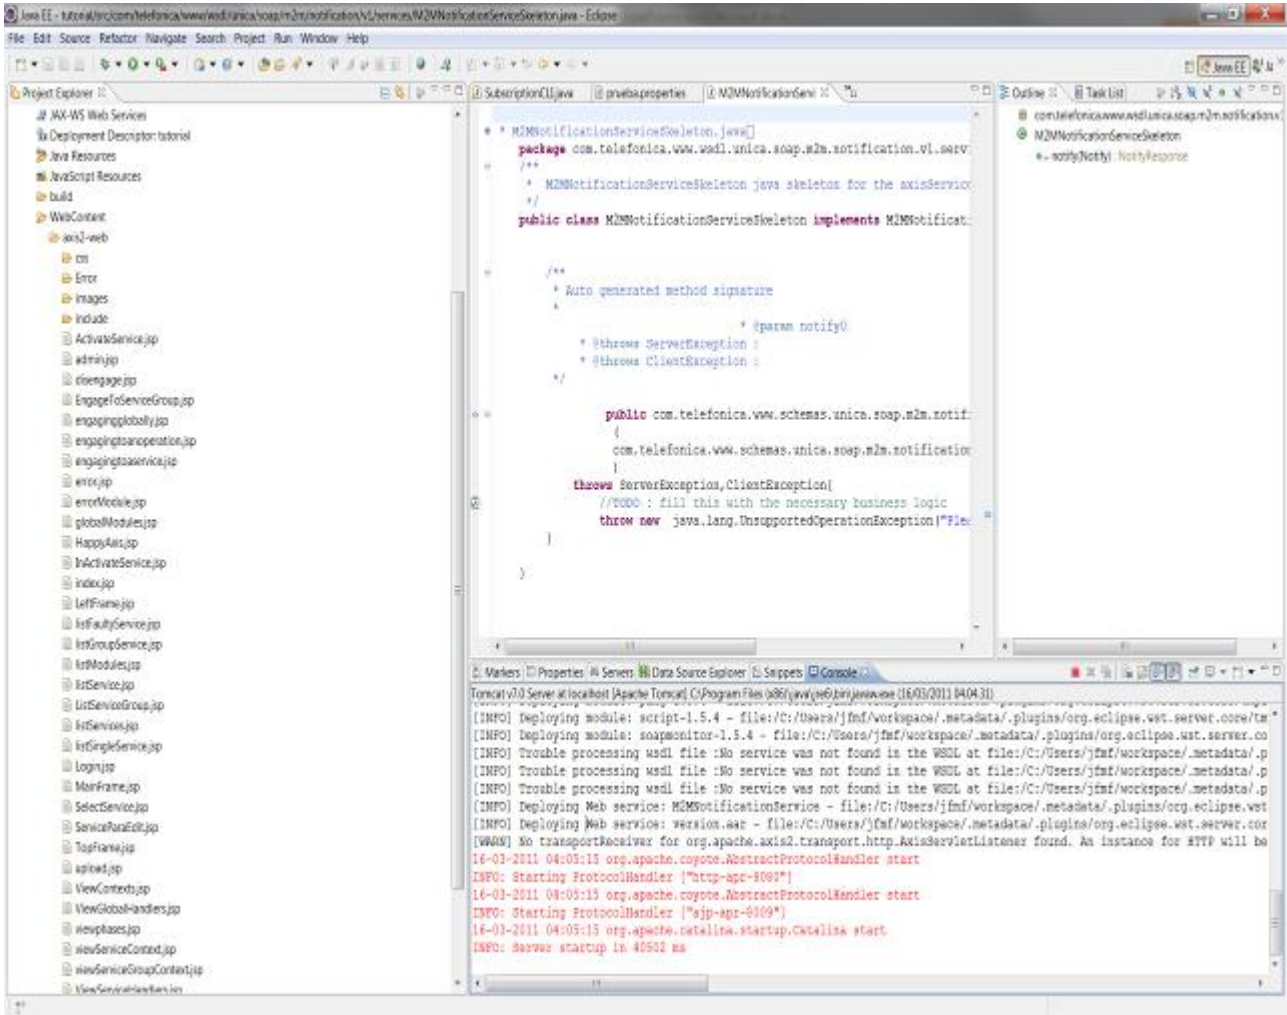 Java EE - tutorial/src/com/telefonica/www/wsdl/unica/soap/m2m/notification/v1/services/M2MNotificationServiceSkeleton.java - Eclipse
File Edit Source Refactor Navigate Search Project Run Window Help
Java EE
Project Explorer
JAX-WS Web Services
Deployment Descriptor: tutorial
Java Resources
JavaScript Resources
build
WebContent
axis2-web
css
Error
images
include
ActivateService.jsp
admin.jsp
disengage.jsp
EngageToServiceGroup.jsp
engagingglobally.jsp
engagingtoanoperation.jsp
engagingtoaservice.jsp
error.jsp
errorModule.jsp
globalModules.jsp
HappyAxis.jsp
InActivateService.jsp
index.jsp
LeftFrame.jsp
listFaultyService.jsp
listGroupService.jsp
listModules.jsp
listService.jsp
ListServiceGroup.jsp
listServices.jsp
listSingleService.jsp
Login.jsp
MainFrame.jsp
SelectService.jsp
ServiceParaEdit.jsp
TopFrame.jsp
upload.jsp
ViewContexts.jsp
ViewGlobalHandlers.jsp
viewphases.jsp
viewServiceContext.jsp
viewServiceGroupContext.jsp
ViewServiceHandlers.jsp
SubscriptionCLI.java prueba.properties M2MNotificationServi
* M2MNotificationServiceSkeleton.java
package com.telefonica.www.wsdl.unica.soap.m2m.notification.v1.serv
/**
* M2MNotificationServiceSkeleton java skeleton for the axisService
*/
public class M2MNotificationServiceSkeleton implements M2MNotificati
/**
* Auto generated method signature
*
* @param notify0
* @throws ServerException :
* @throws ClientException :
*/
public com.telefonica.www.schemas.unica.soap.m2m.notif
(
com.telefonica.www.schemas.unica.soap.m2m.notification
)
throws ServerException,ClientException{
//TODO : fill this with the necessary business logic
throw new java.lang.UnsupportedOperationException("Plea
}
}
Outline Task List
com.telefonica.www.wsdl.unica.soap.m2m.notification.v
M2MNotificationServiceSkeleton
notify(Notify) : NotifyResponse
Markers Properties Servers Data Source Explorer Snippets Console
Tomcat v7.0 Server at localhost [Apache Tomcat] C:\Program Files (x86)\java\jre6\bin\javaw.exe (16/03/2011 04:04:31)
[INFO] Deploying module: script-1.5.4 - file:/C:/Users/jfmf/workspace/.metadata/.plugins/org.eclipse.wst.server.core/tm
[INFO] Deploying module: soapmonitor-1.5.4 - file:/C:/Users/jfmf/workspace/.metadata/.plugins/org.eclipse.wst.server.co
[INFO] Trouble processing wsdl file :No service was not found in the WSDL at file:/C:/Users/jfmf/workspace/.metadata/.p
[INFO] Trouble processing wsdl file :No service was not found in the WSDL at file:/C:/Users/jfmf/workspace/.metadata/.p
[INFO] Trouble processing wsdl file :No service was not found in the WSDL at file:/C:/Users/jfmf/workspace/.metadata/.p
[INFO] Deploying Web service: M2MNotificationService - file:/C:/Users/jfmf/workspace/.metadata/.plugins/org.eclipse.wst
[INFO] Deploying Web service: version.aar - file:/C:/Users/jfmf/workspace/.metadata/.plugins/org.eclipse.wst.server.cor
[WARN] No transportReceiver for org.apache.axis2.transport.http.AxisServletListener found. An instance for HTTP will be
16-03-2011 04:05:15 org.apache.coyote.AbstractProtocolHandler start
INFO: Starting ProtocolHandler ["http-apr-8080"]
16-03-2011 04:05:15 org.apache.coyote.AbstractProtocolHandler start
INFO: Starting ProtocolHandler ["ajp-apr-8009"]
16-03-2011 04:05:15 org.apache.catalina.startup.Catalina start
INFO: Server startup in 40502 ms